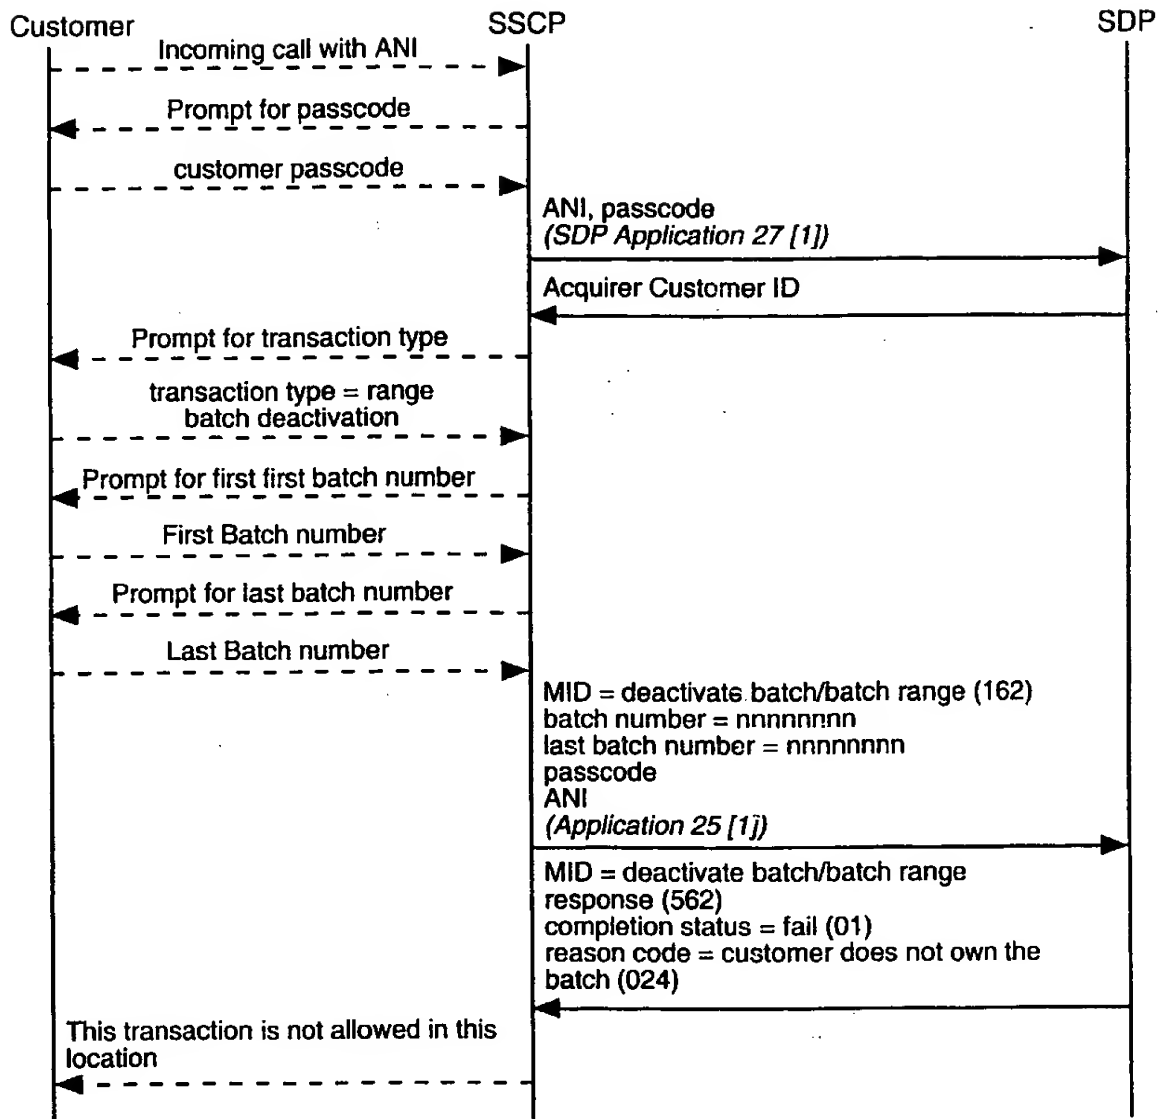 Customer SSCP SDP
Incoming call with ANI
Prompt for passcode
customer passcode
ANI, passcode
(SDP Application 27 [1])
Acquirer Customer ID
Prompt for transaction type
transaction type = range
batch deactivation
Prompt for first first batch number
First Batch number
Prompt for last batch number
Last Batch number
MID = deactivate batch/batch range (162)
batch number = nnnnnnnn
last batch number = nnnnnnnn
passcode
ANI
(Application 25 [1])
MID = deactivate batch/batch range
response (562)
completion status = fail (01)
reason code = customer does not own the
batch (024)
This transaction is not allowed in this
location